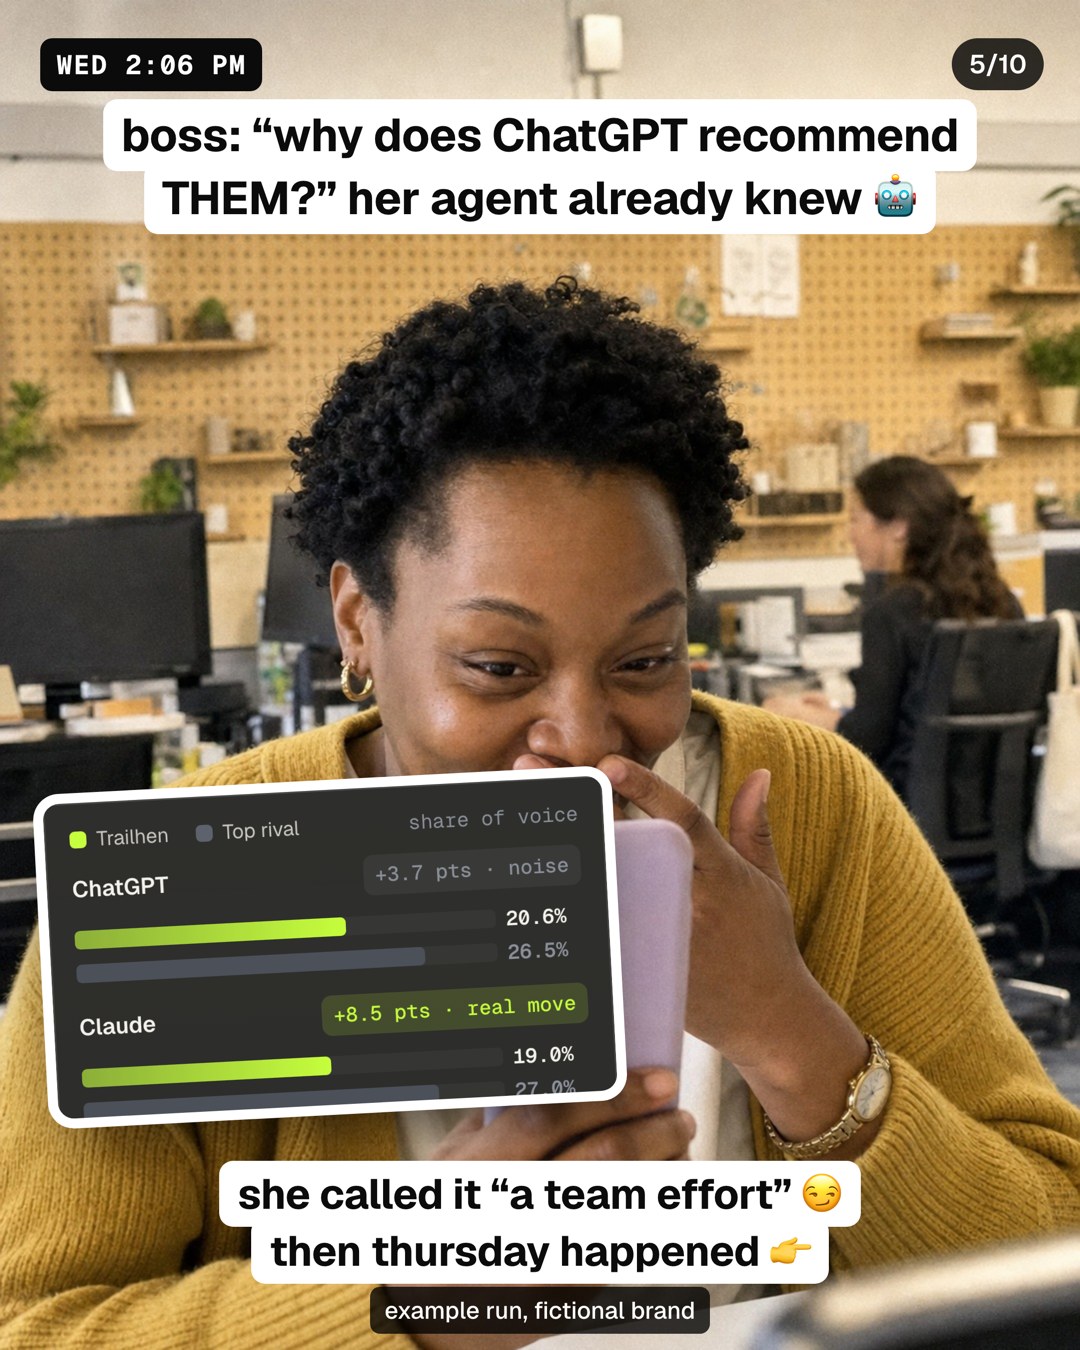 WED 2:06 PM
5/10
boss: “why does ChatGPT recommend
THEM?” her agent already knew 🤖
Trailhen
Top rival
share of voice
ChatGPT
+3.7 pts · noise
20.6%
26.5%
Claude
+8.5 pts · real move
19.0%
27.0%
she called it “a team effort” 😏
then thursday happened 👉
example run, fictional brand